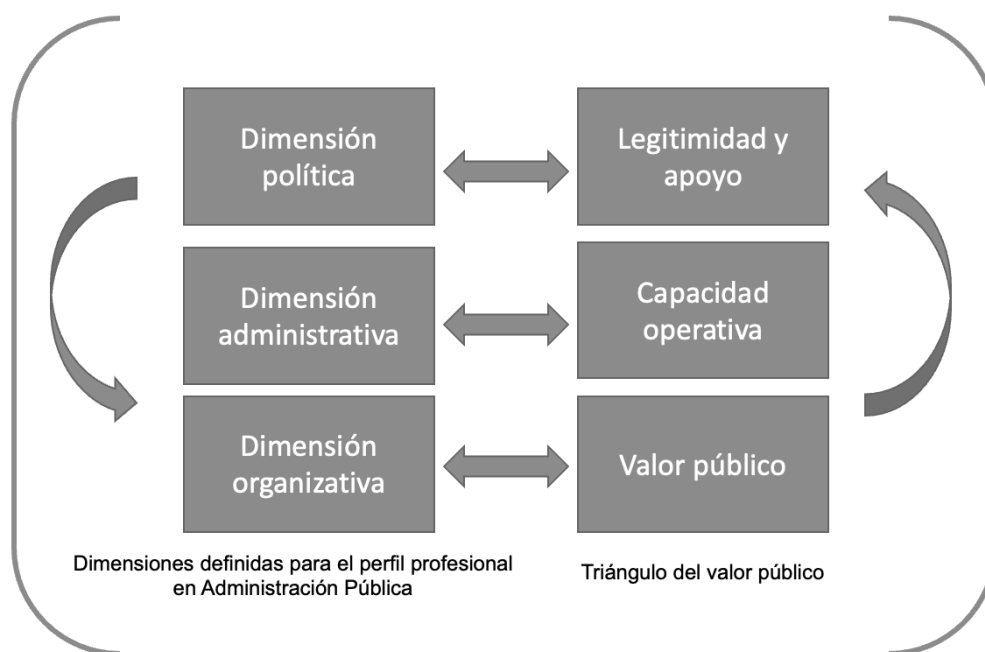 Dimensión
política
Legitimidad y
apoyo
Dimensión
administrativa
Capacidad
operativa
Dimensión
organizativa
Valor público
Dimensiones definidas para el perfil profesional
en Administración Pública
Triángulo del valor público